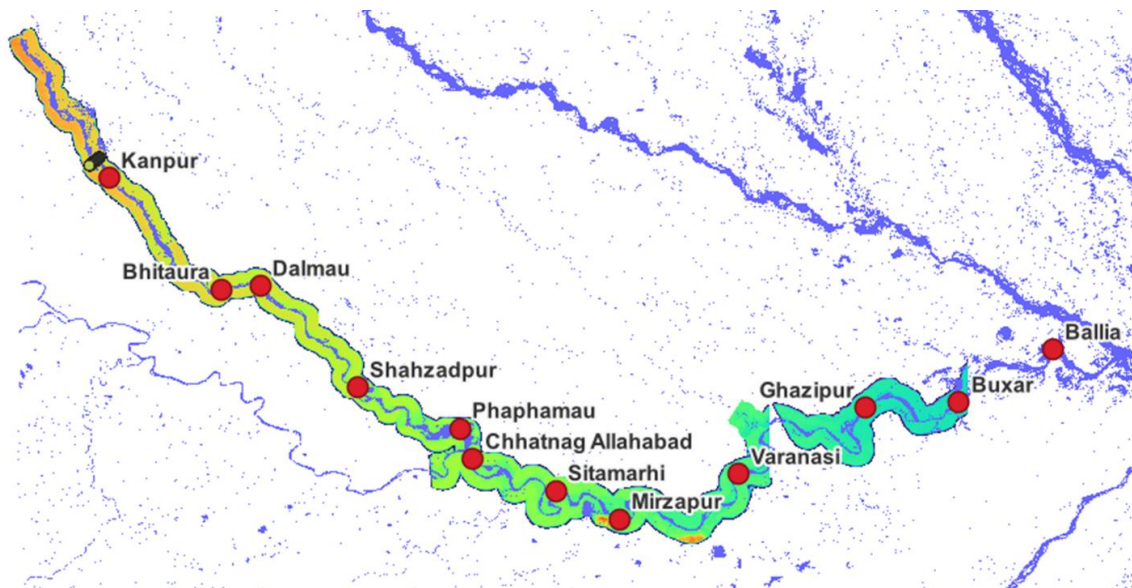 Kanpur
Bhitaura
Dalmau
Shahzadpur
Phaphamau
Chhatnag Allahabad
Sitamarhi
Mirzapur
Varanasi
Ghazipur
Buxar
Ballia